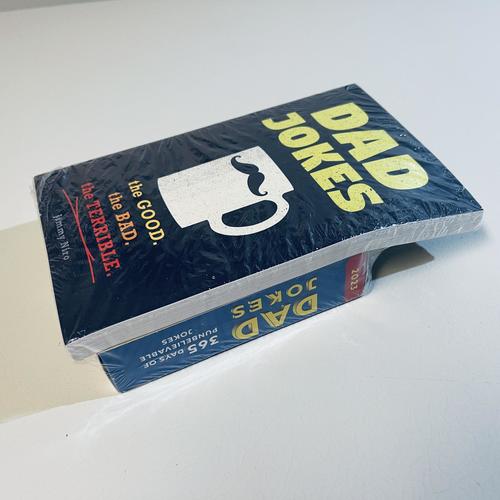 DAD
JOKES
the GOOD.
the BAD.
the TERRIBLE.
Jimmy Niro
2023
DAD
JOKES
365 DAYS OF
PUNBELIEVABLE
JOKES